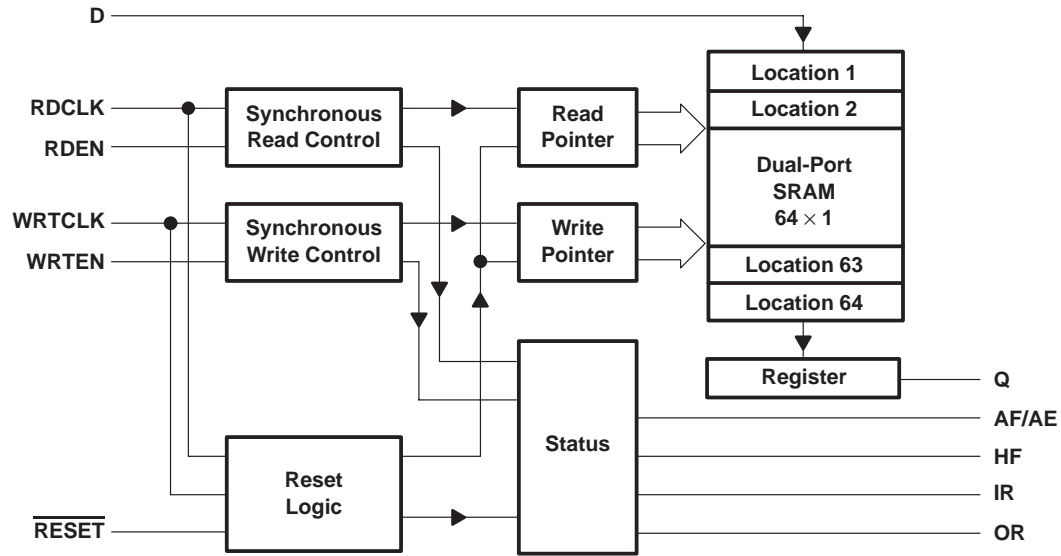 D
RDCLK
RDEN
WRTCLK
WRTEN
RESET
Synchronous
Read Control
Synchronous
Write Control
Reset
Logic
Read
Pointer
Write
Pointer
Status
Location 1
Location 2
Dual-Port
SRAM
64 × 1
Location 63
Location 64
Register
Q
AF/AE
HF
IR
OR